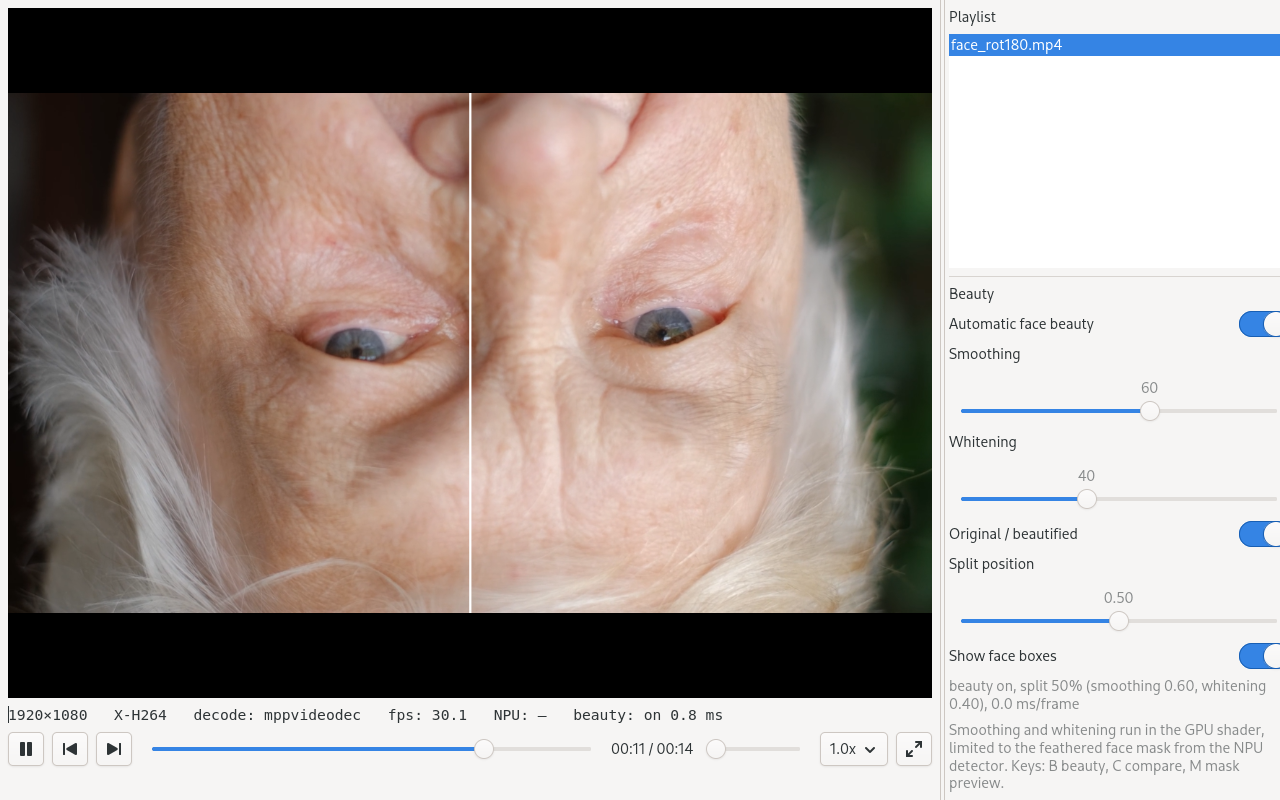 Playlist
face_rot180.mp4
Beauty
Automatic face beauty
Smoothing
60
Whitening
40
Original / beautified
Split position
0.50
Show face boxes
beauty on, split 50% (smoothing 0.60, whitening
0.40), 0.0 ms/frame
Smoothing and whitening run in the GPU shader,
limited to the feathered face mask from the NPU
detector. Keys: B beauty, C compare, M mask
preview.
1920×1080 X-H264 decode: mppvideodec fps: 30.1 NPU: — beauty: on 0.8 ms
00:11 / 00:14
1.0x